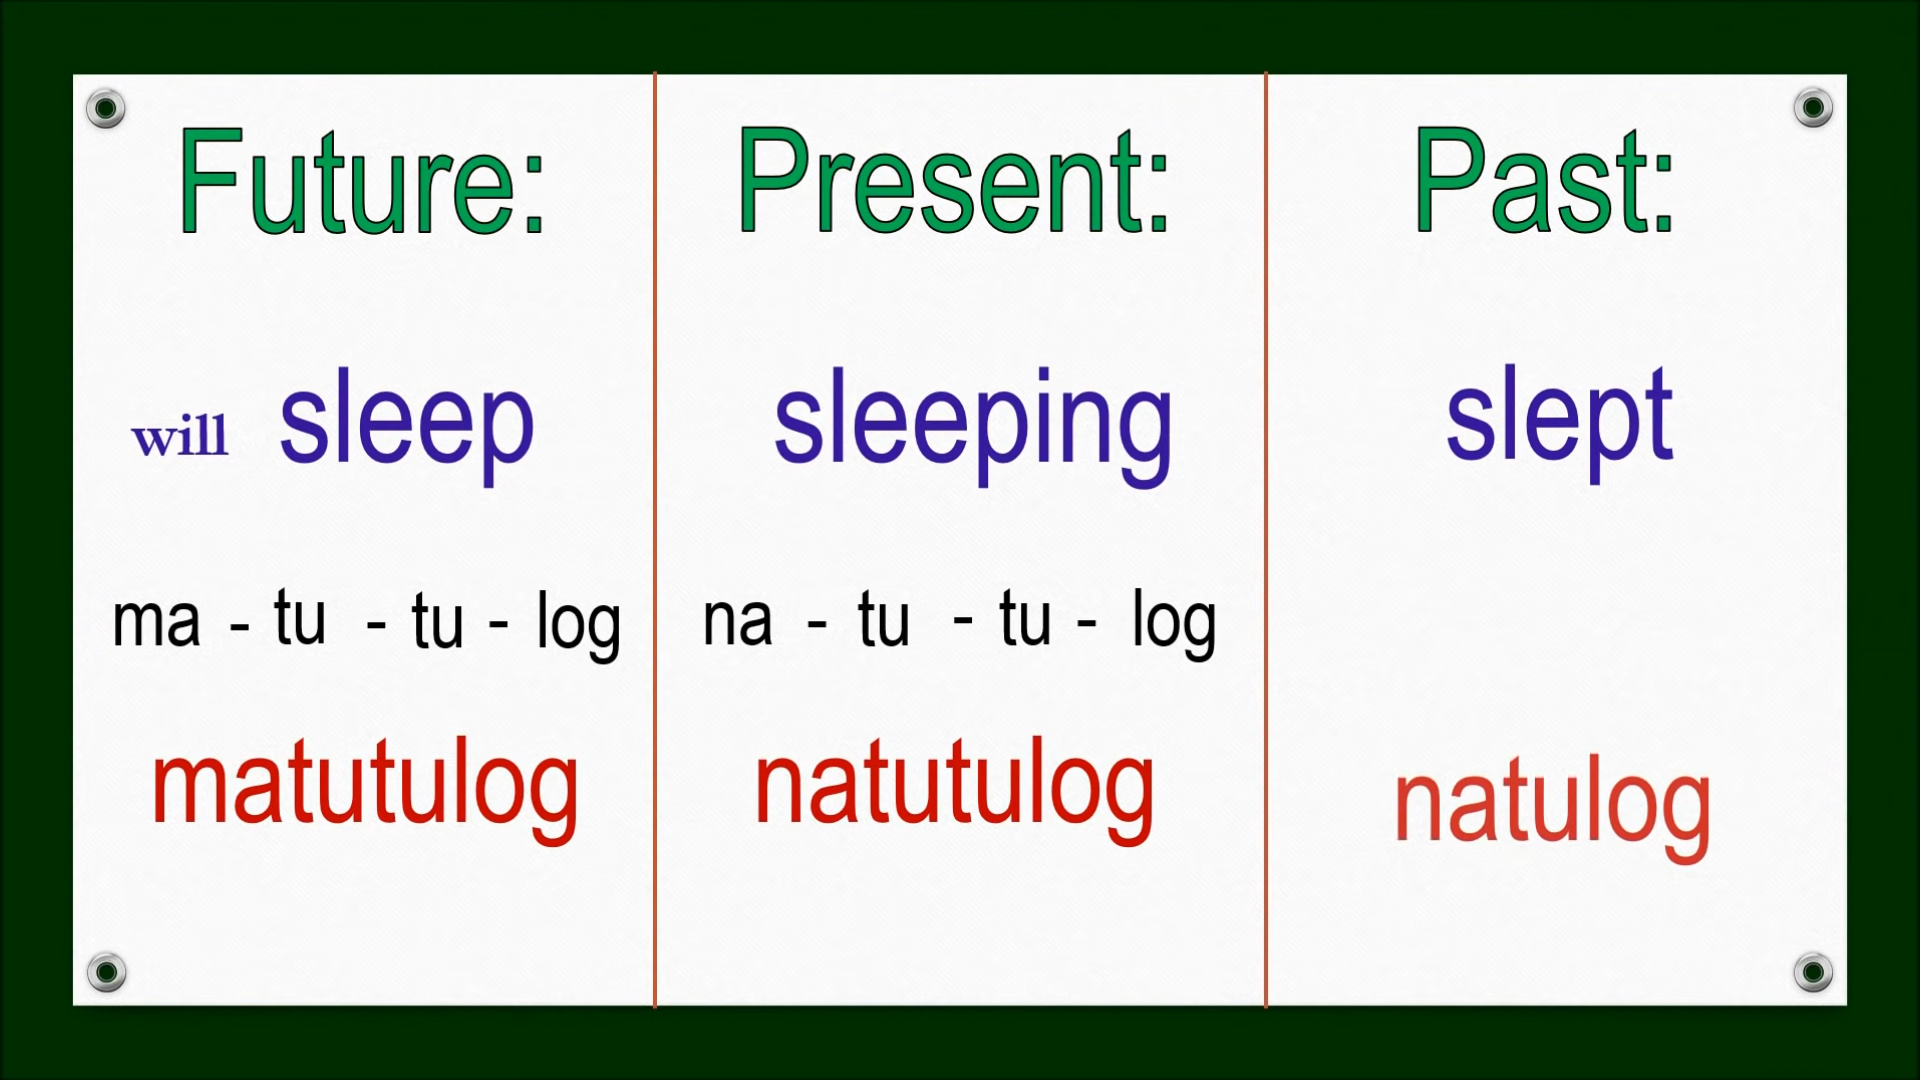 Future:
will sleep
ma - tu - tu - log
matutulog
Present:
sleeping
na - tu - tu - log
natutulog
Past:
slept
natulog